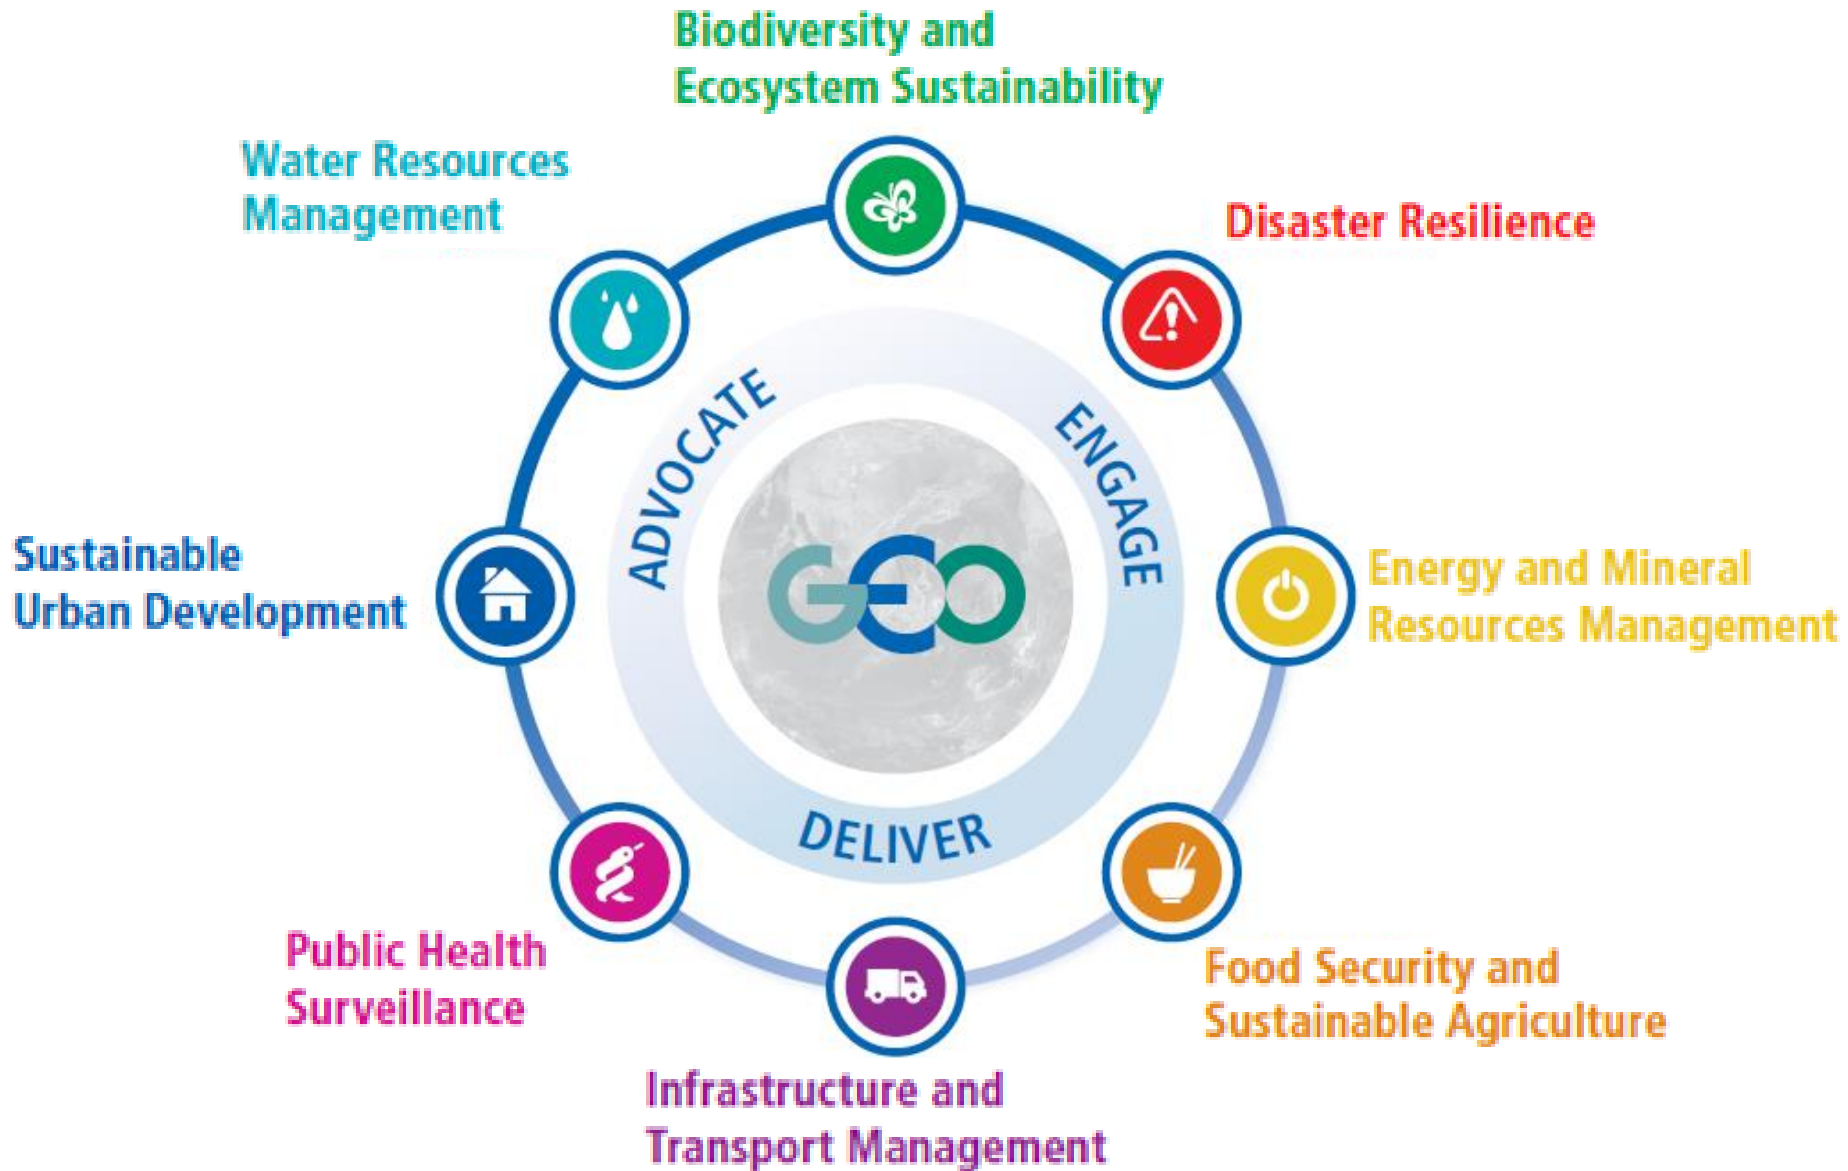 Biodiversity and
Ecosystem Sustainability
Water Resources
Management
Disaster Resilience
ADVOCATE
ENGAGE
GEO
Sustainable
Urban Development
Energy and Mineral
Resources Management
DELIVER
Public Health
Surveillance
Food Security and
Sustainable Agriculture
Infrastructure and
Transport Management